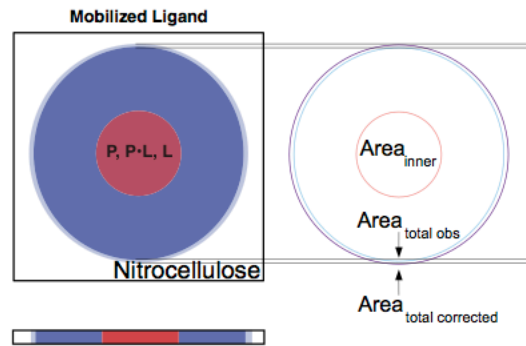 Mobilized Ligand
P, P·L, L
Nitrocellulose
Area inner
Area total obs
Area total corrected